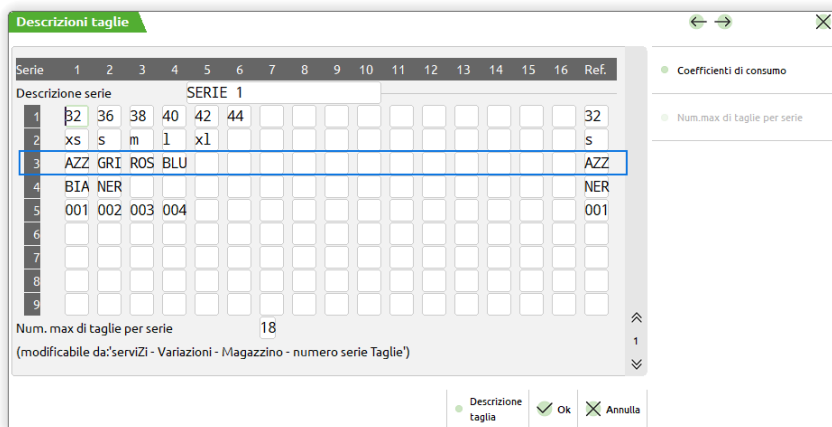 Descrizioni taglie
Serie 1 2 3 4 5 6 7 8 9 10 11 12 13 14 15 16 Ref.
Descrizione serie SERIE 1
1 32 36 38 40 42 44 32
2 xs s m l xl s
3 AZZ GRI ROS BLU AZZ
4 BIA NER NER
5 001 002 003 004 001
6
7
8
9
Num. max di taglie per serie 18
(modificabile da:'serviZi - Variazioni - Magazzino - numero serie Taglie')
1
Descrizione taglia
Ok
Annulla
Coefficienti di consumo
Num.max di taglie per serie